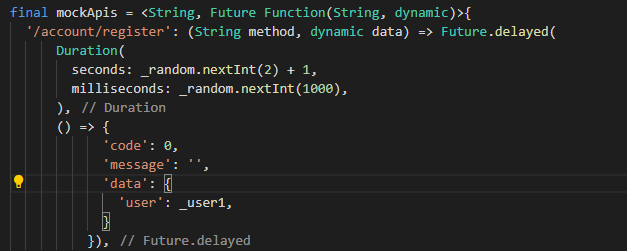 final mockApis = <String, Future Function(String, dynamic)>{
'/account/register': (String method, dynamic data) => Future.delayed(
Duration(
seconds: _random.nextInt(2) + 1,
milliseconds: _random.nextInt(1000),
), // Duration
() => {
'code': 0,
'message': '',
'data': {
'user': _user1,
}
}), // Future.delayed